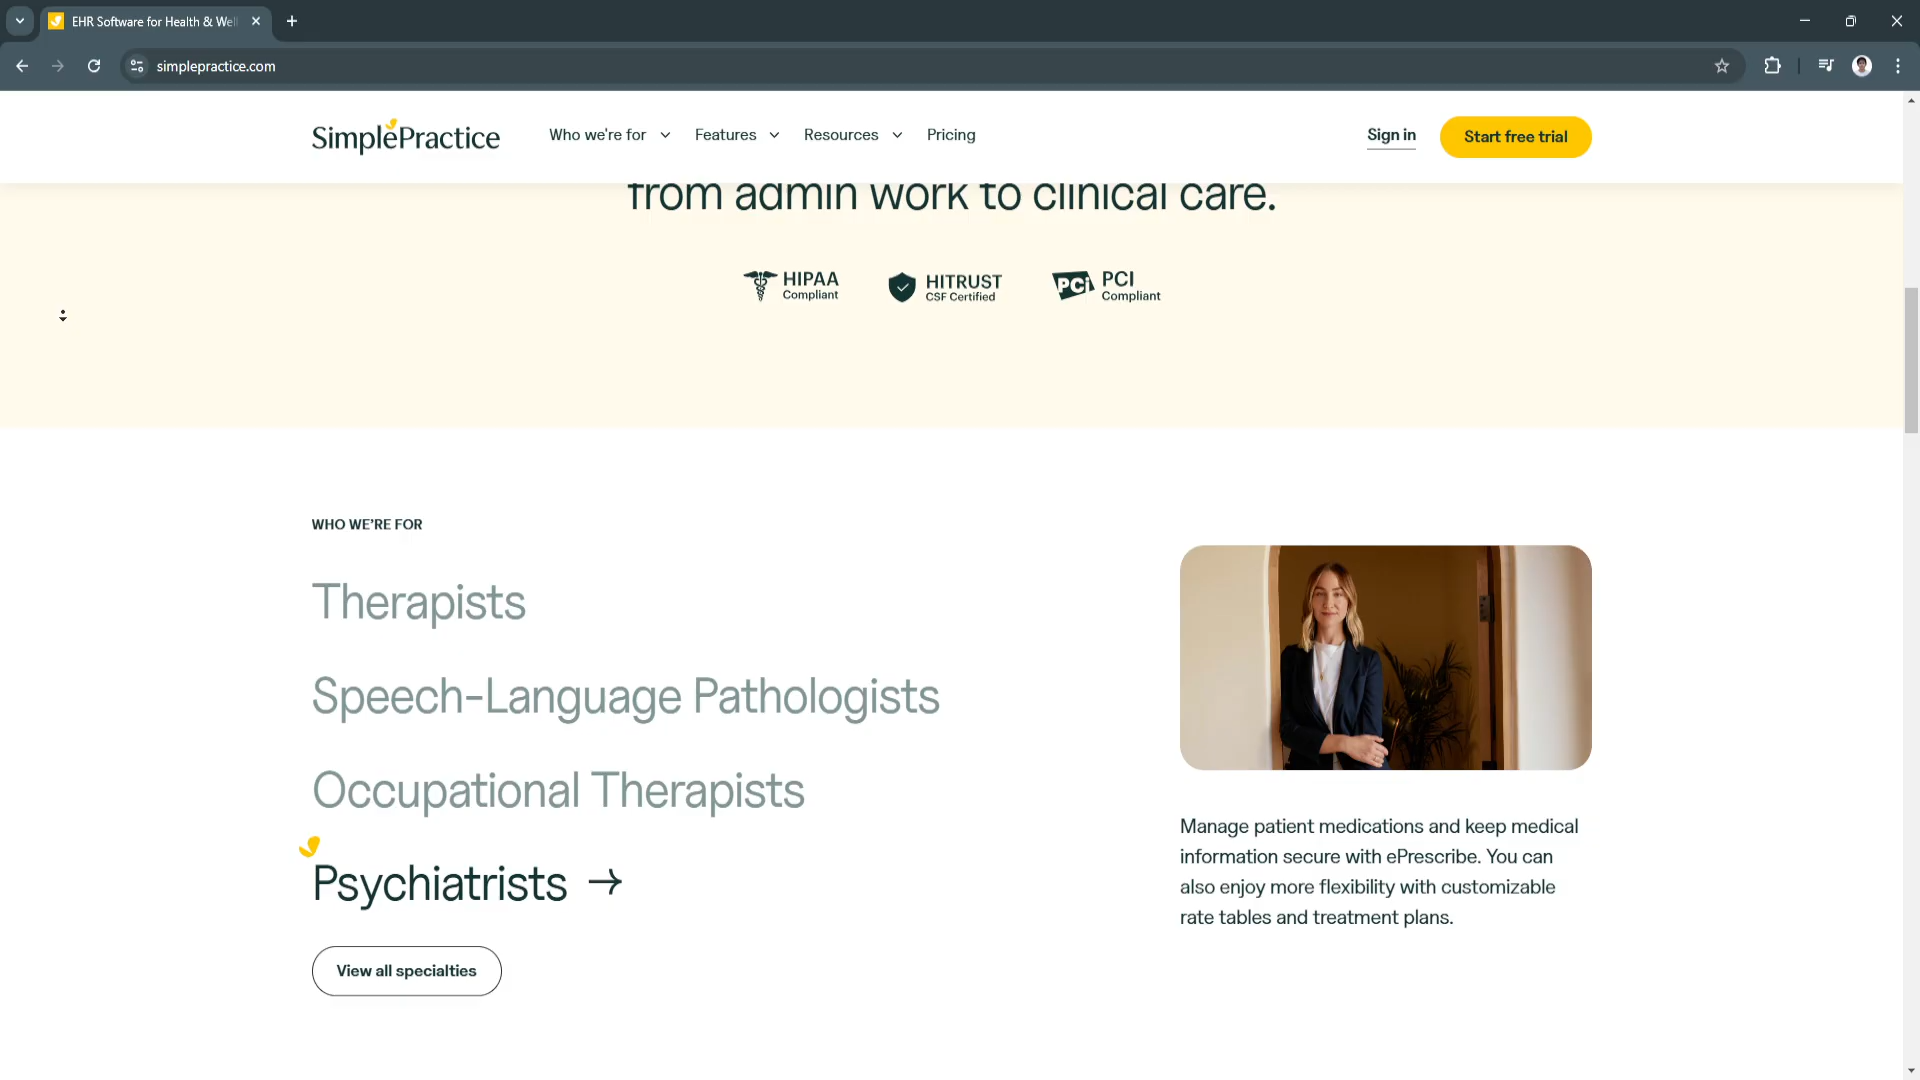 EHR Software for Health & Wel
simplepractice.com
SimplePractice
Who we're for
Features
Resources
Pricing
Sign in
Start free trial
from admin work to clinical care.
HIPAA
Compliant
HITRUST
CSF Certified
PCi
PCI
Compliant
WHO WE'RE FOR
Therapists
Speech-Language Pathologists
Occupational Therapists
Psychiatrists →
View all specialties
Manage patient medications and keep medical
information secure with ePrescribe. You can
also enjoy more flexibility with customizable
rate tables and treatment plans.